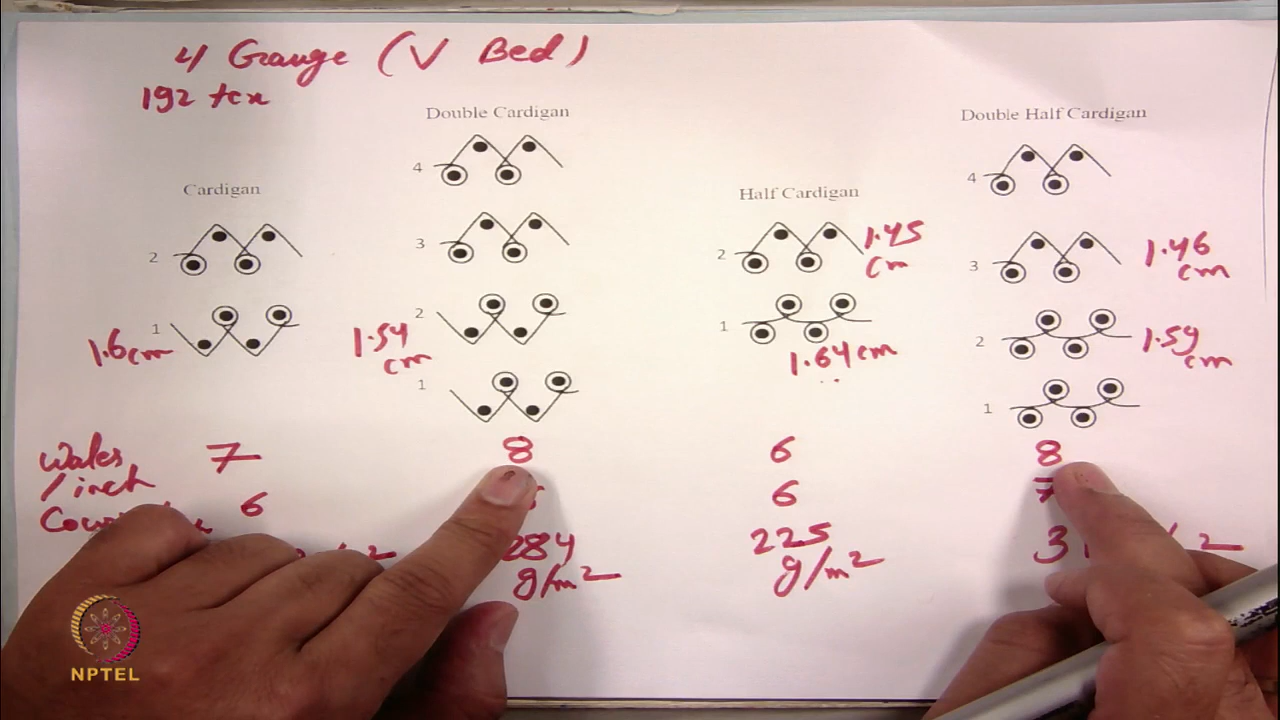 4 Gauge (V Bed)
192 tex
Cardigan
2
1
1.6cm
Double Cardigan
4
3
2
1
1.54
cm
Half Cardigan
2
1.45
cm
1
1.64cm
Double Half Cardigan
4
3
1.46
cm
2
1.59
cm
1
Wales
/inch
7 8 6 8
6 6 7
284
g/m2
225
g/m2
NPTEL